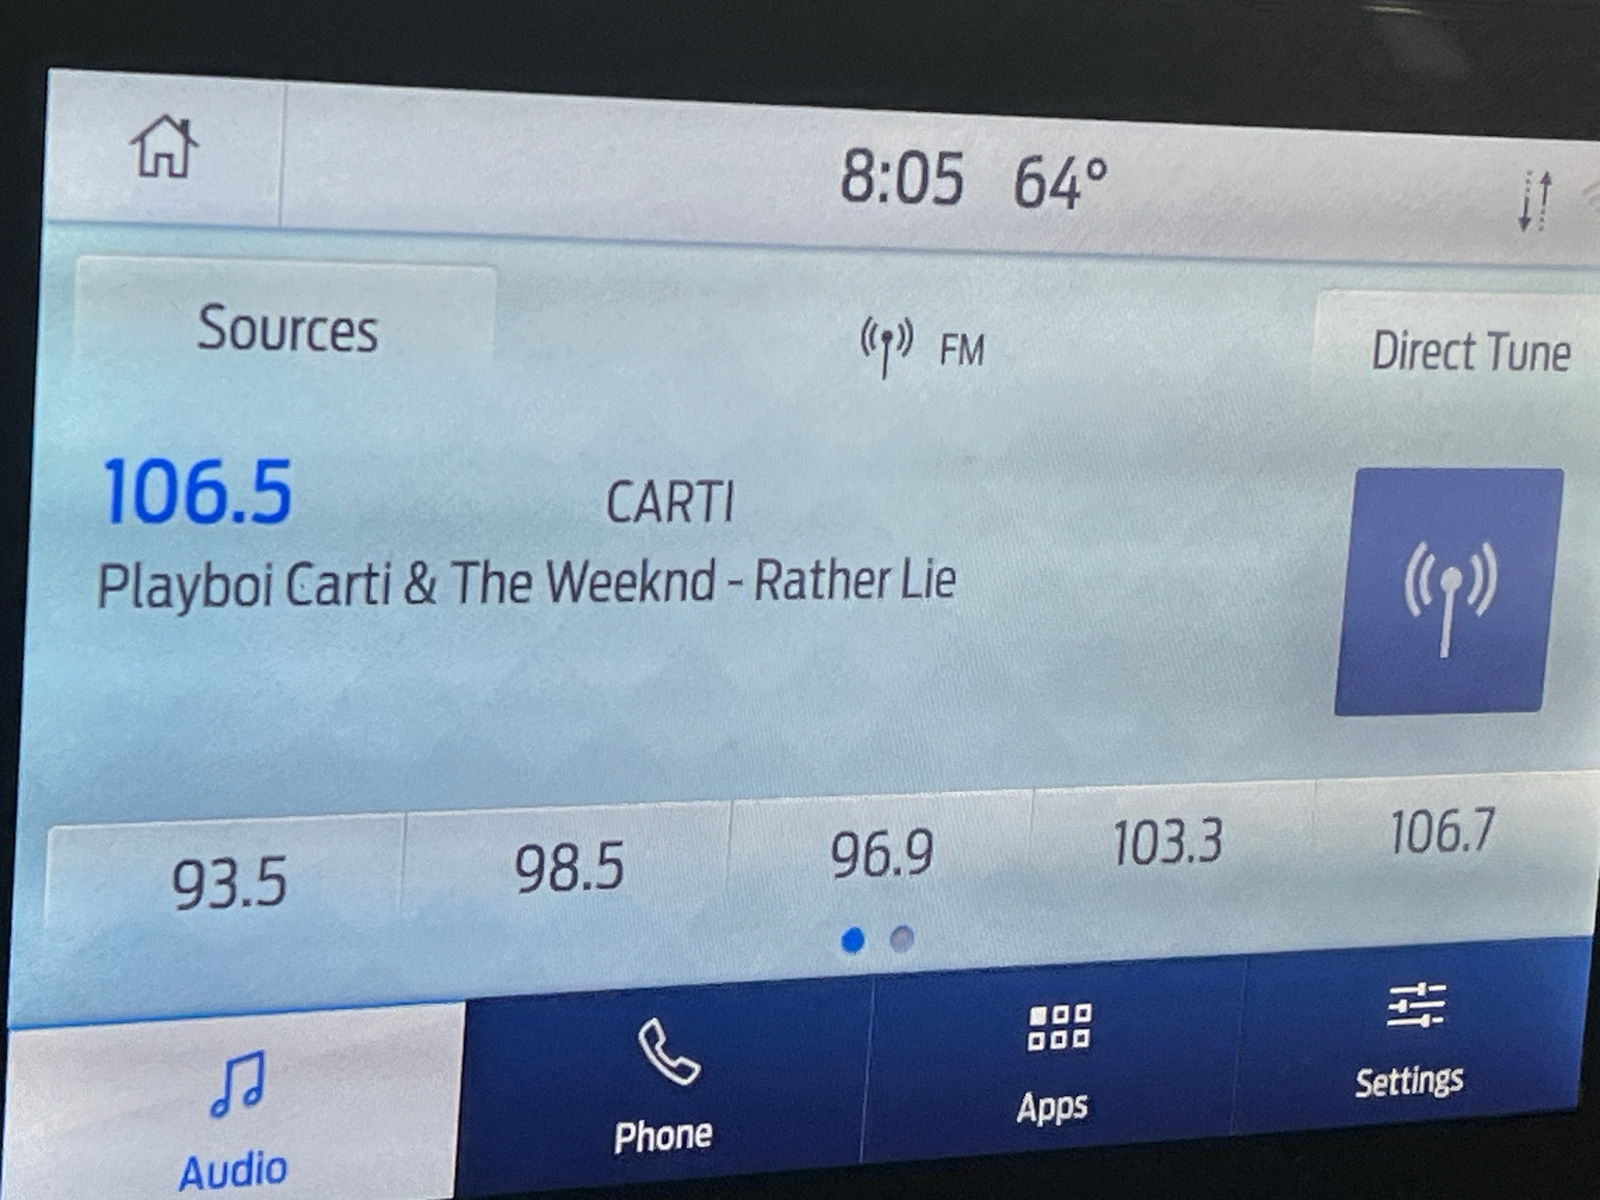 8:05 64°
Sources FM Direct Tune
106.5 CARTI
Playboi Carti & The Weeknd - Rather Lie
93.5 98.5 96.9 103.3 106.7
Audio Phone Apps Settings